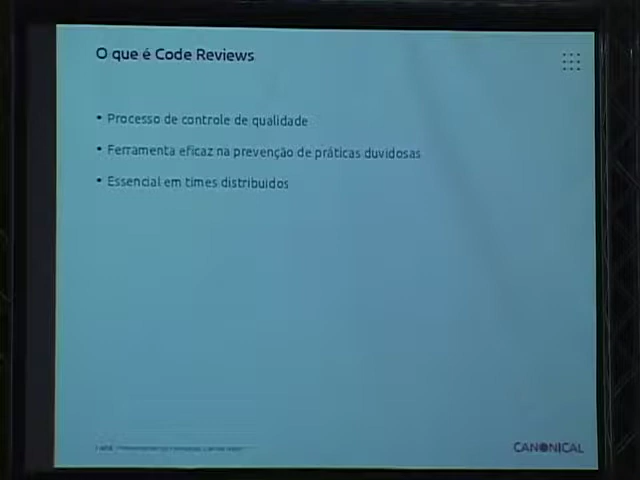 O que é Code Reviews
• Processo de controle de qualidade
• Ferramenta eficaz na prevenção de práticas duvidosas
• Essencial em times distribuidos
CANONICAL